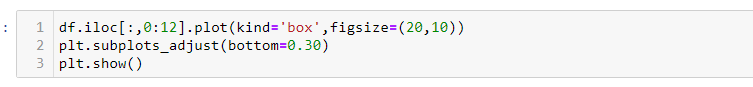 : 1 df.iloc[:,0:12].plot(kind='box',figsize=(20,10))
2 plt.subplots_adjust(bottom=0.30)
3 plt.show()